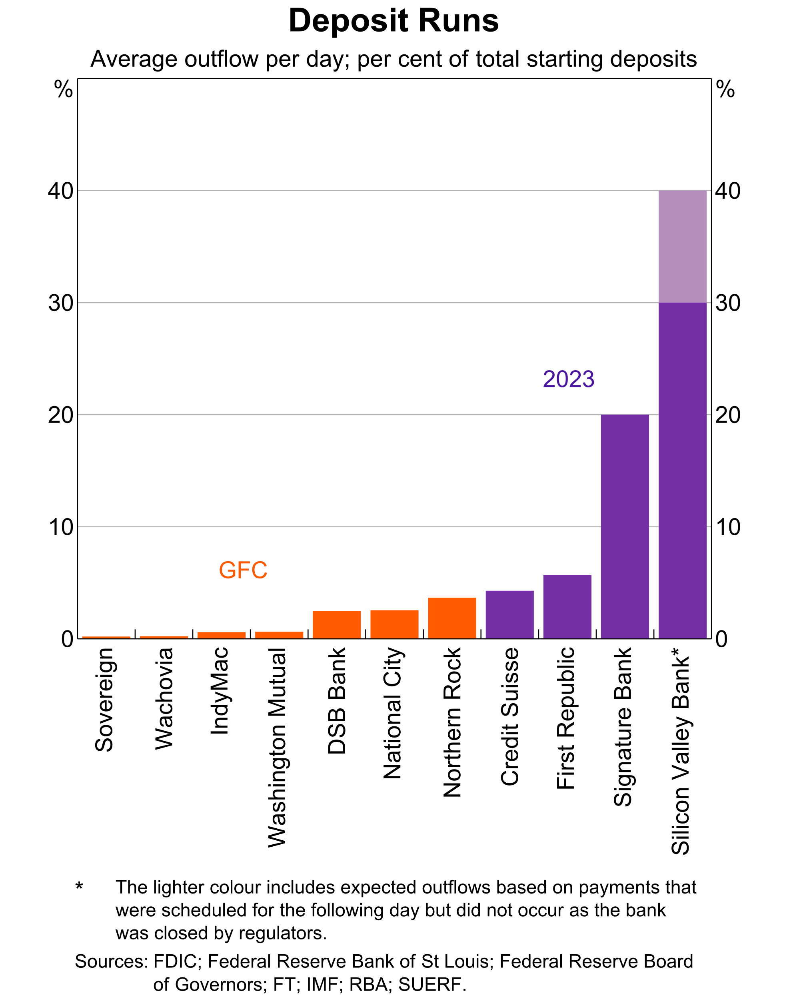 Deposit Runs
Average outflow per day; per cent of total starting deposits
% %
40 40
30 30
2023
20 20
10 10
GFC
0 0
Sovereign
Wachovia
IndyMac
Washington Mutual
DSB Bank
National City
Northern Rock
Credit Suisse
First Republic
Signature Bank
Silicon Valley Bank*
* The lighter colour includes expected outflows based on payments that
were scheduled for the following day but did not occur as the bank
was closed by regulators.
Sources: FDIC; Federal Reserve Bank of St Louis; Federal Reserve Board
of Governors; FT; IMF; RBA; SUERF.